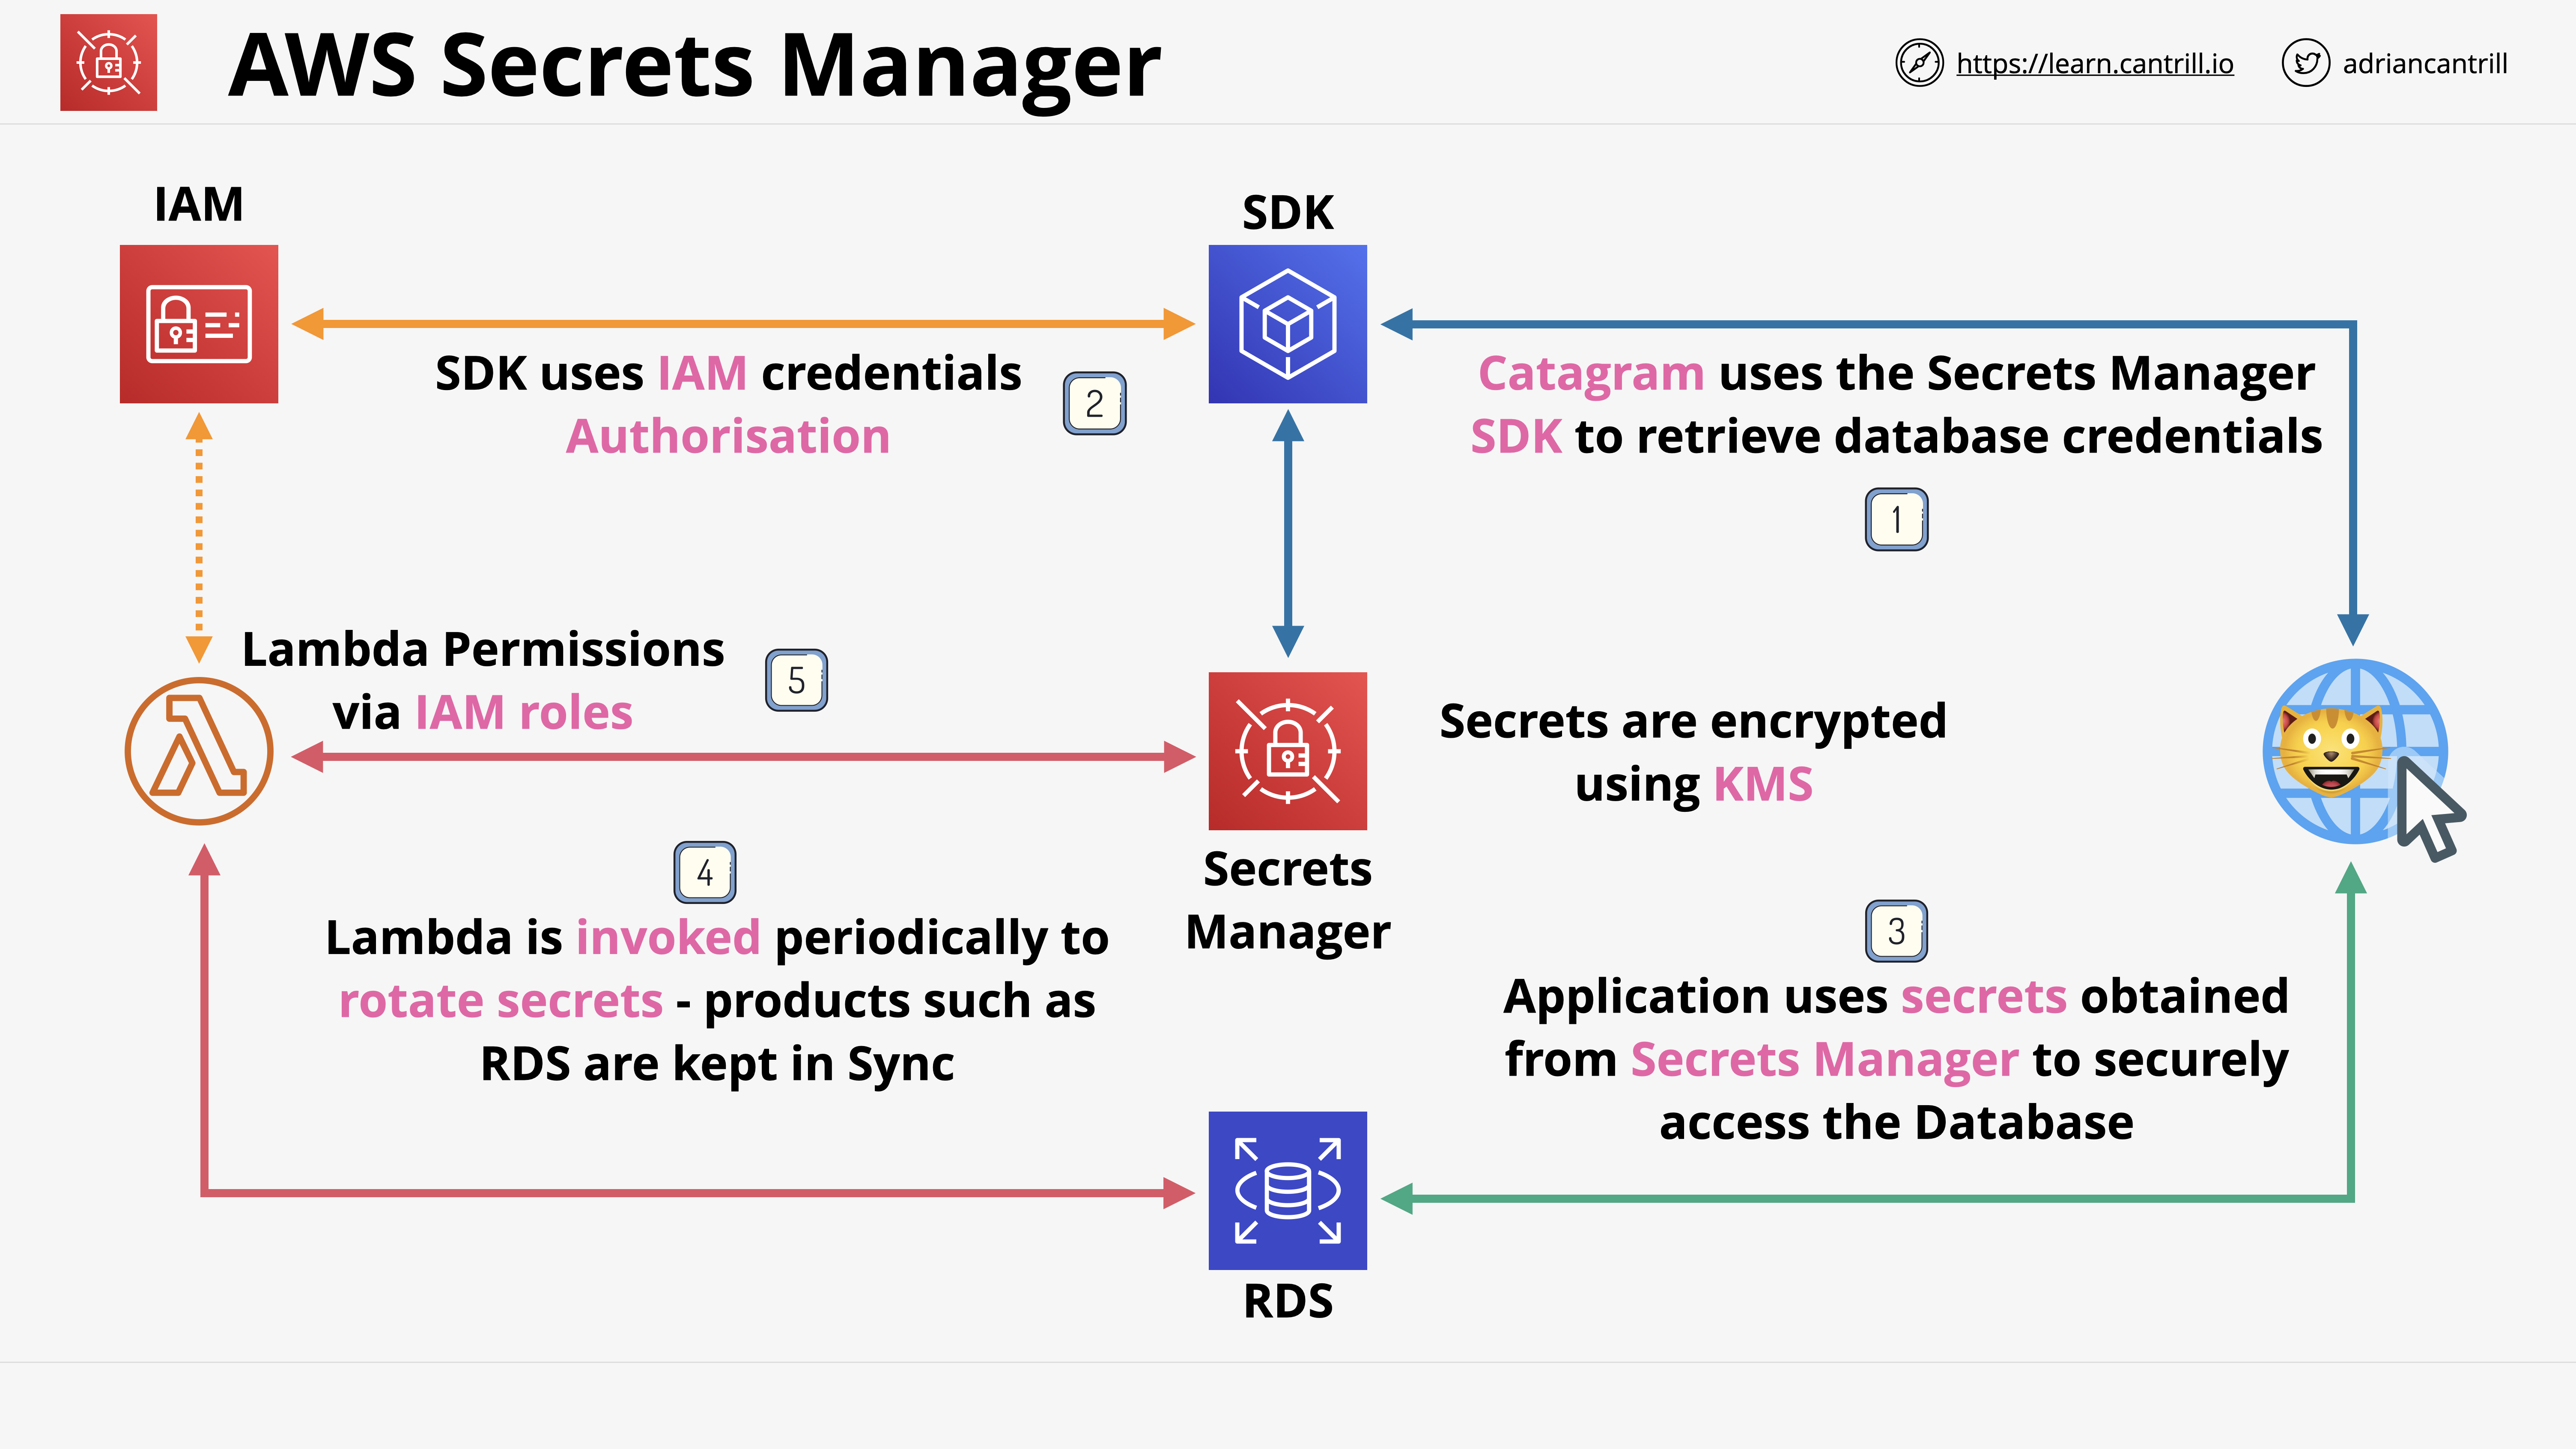 AWS Secrets Manager
https://learn.cantrill.io
adriancantrill
IAM
SDK
SDK uses IAM credentials
Authorisation
2
Catagram uses the Secrets Manager
SDK to retrieve database credentials
1
Lambda Permissions
via IAM roles
5
Secrets are encrypted
using KMS
Secrets
Manager
4
Lambda is invoked periodically to
rotate secrets - products such as
RDS are kept in Sync
3
Application uses secrets obtained
from Secrets Manager to securely
access the Database
RDS